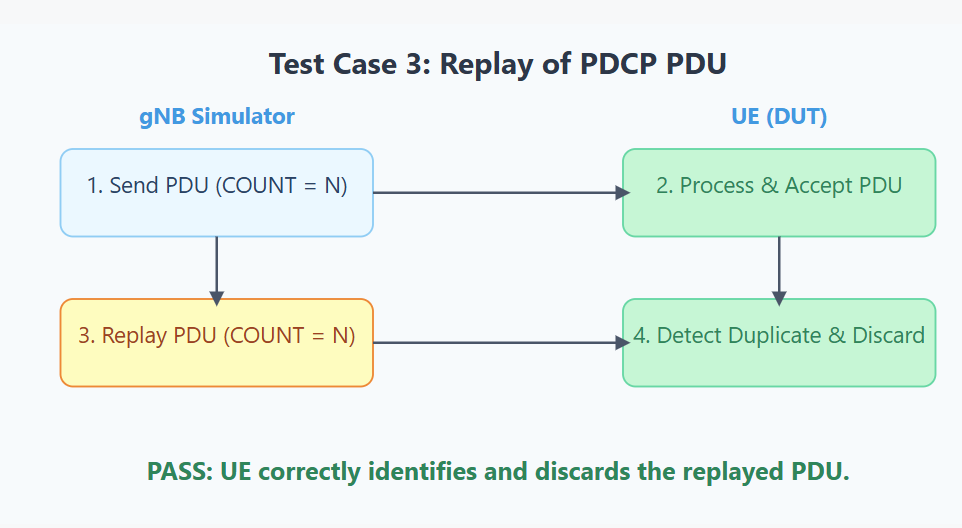 Test Case 3: Replay of PDCP PDU
gNB Simulator
UE (DUT)
1. Send PDU (COUNT = N)
2. Process & Accept PDU
3. Replay PDU (COUNT = N)
4. Detect Duplicate & Discard
PASS: UE correctly identifies and discards the replayed PDU.